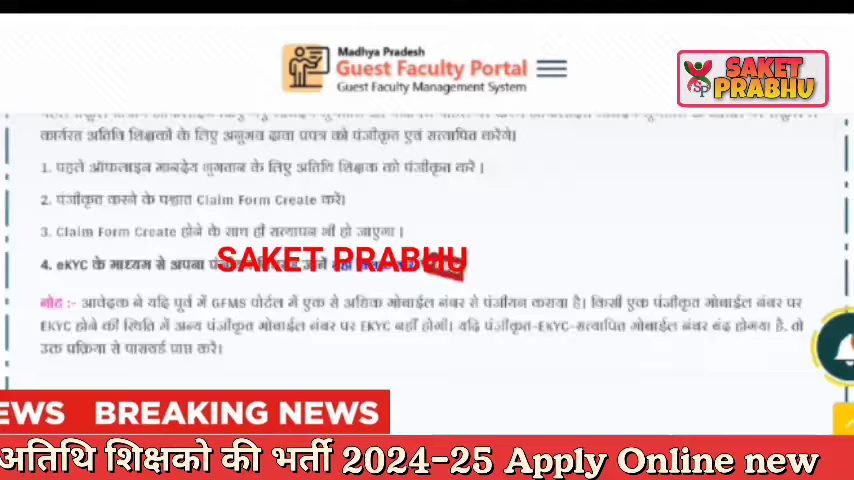 Madhya Pradesh
Guest Faculty Portal
Guest Faculty Management System
SAKET
PRABHU
SP
कार्यरत अतिथि शिक्षकों के लिए अनुभव दावा प्रपत्र को पंजीकृत एवं सत्यापित करेंगे।
1. पहले ऑफलाइन मानदेय भुगतान के लिए अतिथि शिक्षक को पंजीकृत करें ।
2. पंजीकृत करने के पश्चात Claim Form Create करें।
3. Claim Form Create होने के साथ ही सत्यापन भी हो जाएगा ।
4. eKYC के माध्यम से अपना
SAKET PRABHU
नोट :- आवेदक ने यदि पूर्व में GFMS पोर्टल में एक से अधिक मोबाईल नंबर से पंजीयन कराया है। किसी एक पंजीकृत मोबाईल नंबर पर
EKYC होने की स्थिति में अन्य पंजीकृत मोबाईल नंबर पर EKYC नहीं होगी। यदि पंजीकृत-EKYC-सत्यापित मोबाईल नंबर बंद होगया है, तो
उक्त प्रक्रिया से पासवर्ड प्राप्त करें।
EWS BREAKING NEWS
अतिथि शिक्षको की भर्ती 2024-25 Apply Online new